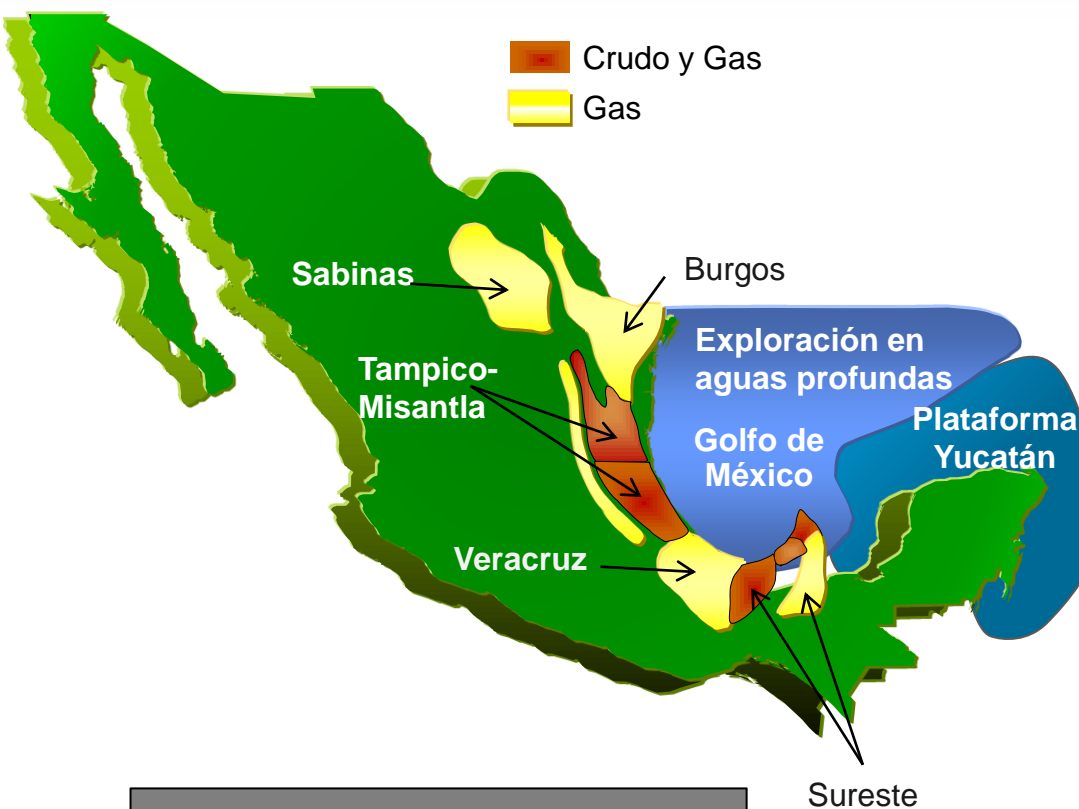 Crudo y Gas
Gas
Sabinas
Burgos
Exploración en
aguas profundas
Tampico-
Misantla
Plataforma
Yucatán
Golfo de
México
Veracruz
Sureste